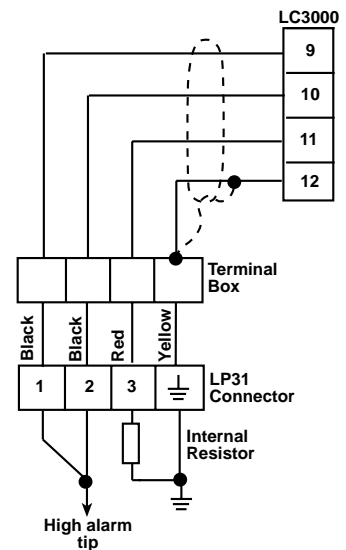 LC3000
9
10
11
12
Terminal
Box
Black
Black
Red
Yellow
1
2
3
LP31
Connector
Internal
Resistor
High alarm
tip